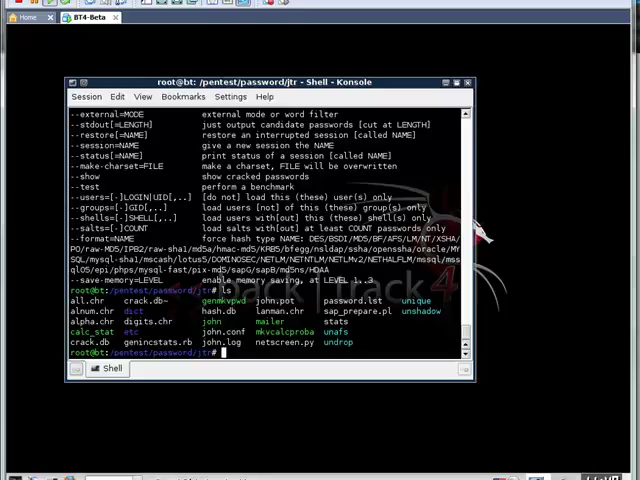 Home
BT4-Beta
root@bt: /pentest/password/jtr - Shell - Konsole
Session Edit View Bookmarks Settings Help
--external=MODE external mode or word filter
--stdout[=LENGTH] just output candidate passwords [cut at LENGTH]
--restore[=NAME] restore an interrupted session [called NAME]
--session=NAME give a new session the NAME
--status[=NAME] print status of a session [called NAME]
--make-charset=FILE make a charset, FILE will be overwritten
--show show cracked passwords
--test perform a benchmark
--users=[-]LOGIN|UID[,..] [do not] load this (these) user(s) only
--groups=[-]GID[,..] load users [not] of this (these) group(s) only
--shells=[-]SHELL[,..] load users with[out] this (these) shell(s) only
--salts=[-]COUNT load salts with[out] at least COUNT passwords only
--format=NAME force hash type NAME: DES/BSDI/MD5/BF/AFS/LM/NT/XSHA/
PO/raw-MD5/IPB2/raw-sha1/md5a/hmac-md5/KRB5/bfegg/nsldap/ssha/openssha/oracle/MY
SQL/mysql-sha1/mscash/lotus5/DOMINOSEC/NETLM/NETNTLM/NETLMv2/NETHALFLM/mssql/mss
ql05/epi/phps/mysql-fast/pix-md5/sapG/sapB/md5ns/HDAA
--save-memory=LEVEL enable memory saving, at LEVEL 1..3
root@bt:/pentest/password/jtr# ls
all.chr crack.db~ genmkvpwd john.pot password.lst unique
alnum.chr dict hash.db lanman.chr sap_prepare.pl unshadow
alpha.chr digits.chr john mailer stats
calc_stat etc john.conf mkvcalcproba unafs
crack.db genincstats.rb john.log netscreen.py undrop
root@bt:/pentest/password/jtr#
Shell